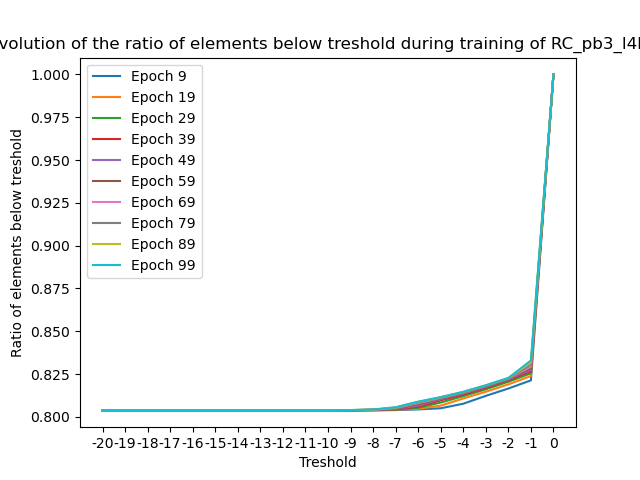 volution of the ratio of elements below treshold during training of RC_pb3_l4
1.000
0.975
0.950
0.925
0.900
0.875
0.850
0.825
0.800
Ratio of elements below treshold
Epoch 9
Epoch 19
Epoch 29
Epoch 39
Epoch 49
Epoch 59
Epoch 69
Epoch 79
Epoch 89
Epoch 99
-20 -19 -18 -17 -16 -15 -14 -13 -12 -11 -10 -9 -8 -7 -6 -5 -4 -3 -2 -1 0
Treshold